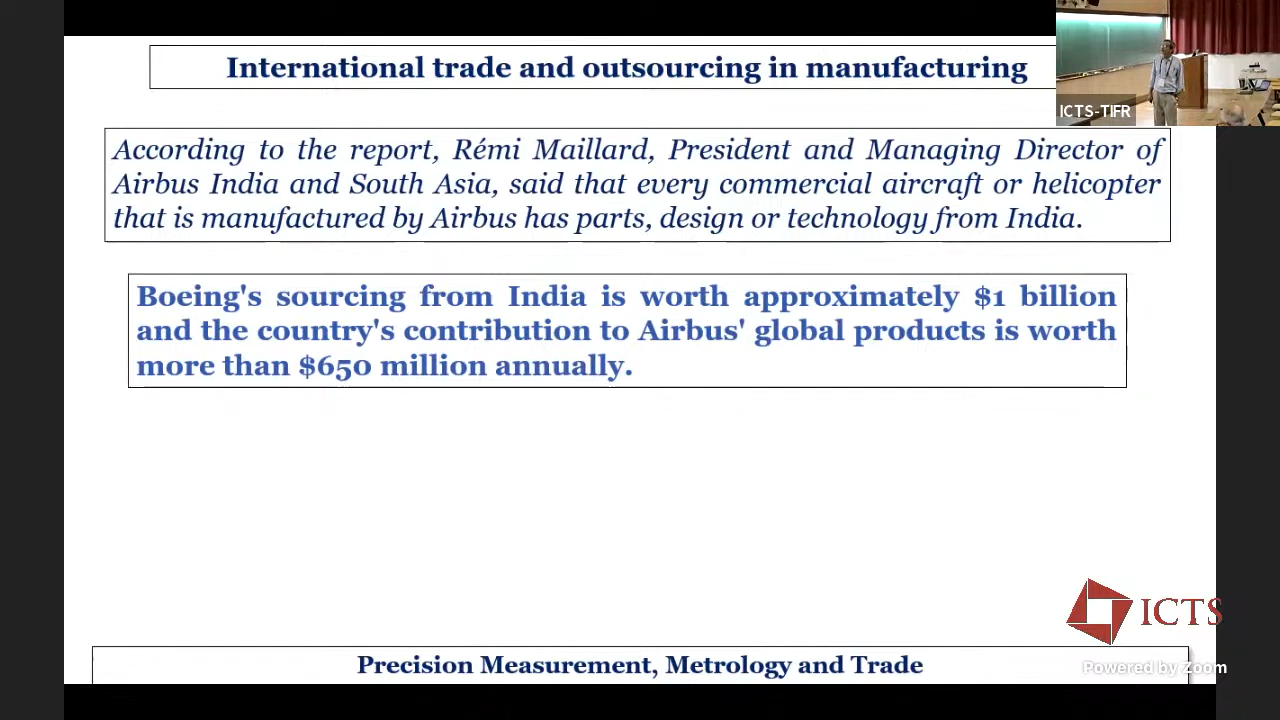 International trade and outsourcing in manufacturing
ICTS-TIFR
According to the report, Rémi Maillard, President and Managing Director of
Airbus India and South Asia, said that every commercial aircraft or helicopter
that is manufactured by Airbus has parts, design or technology from India.
Boeing's sourcing from India is worth approximately $1 billion
and the country's contribution to Airbus' global products is worth
more than $650 million annually.
ICTS
Precision Measurement, Metrology and Trade
Powered by Zoom